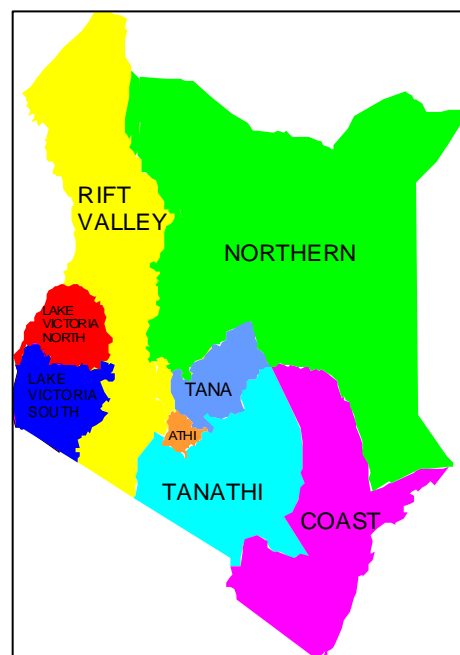 RIFT
VALLEY
NORTHERN
LAKE
VICTORIA
NORTH
LAKE
VICTORIA
SOUTH
TANA
ATHI
TANATHI
COAST